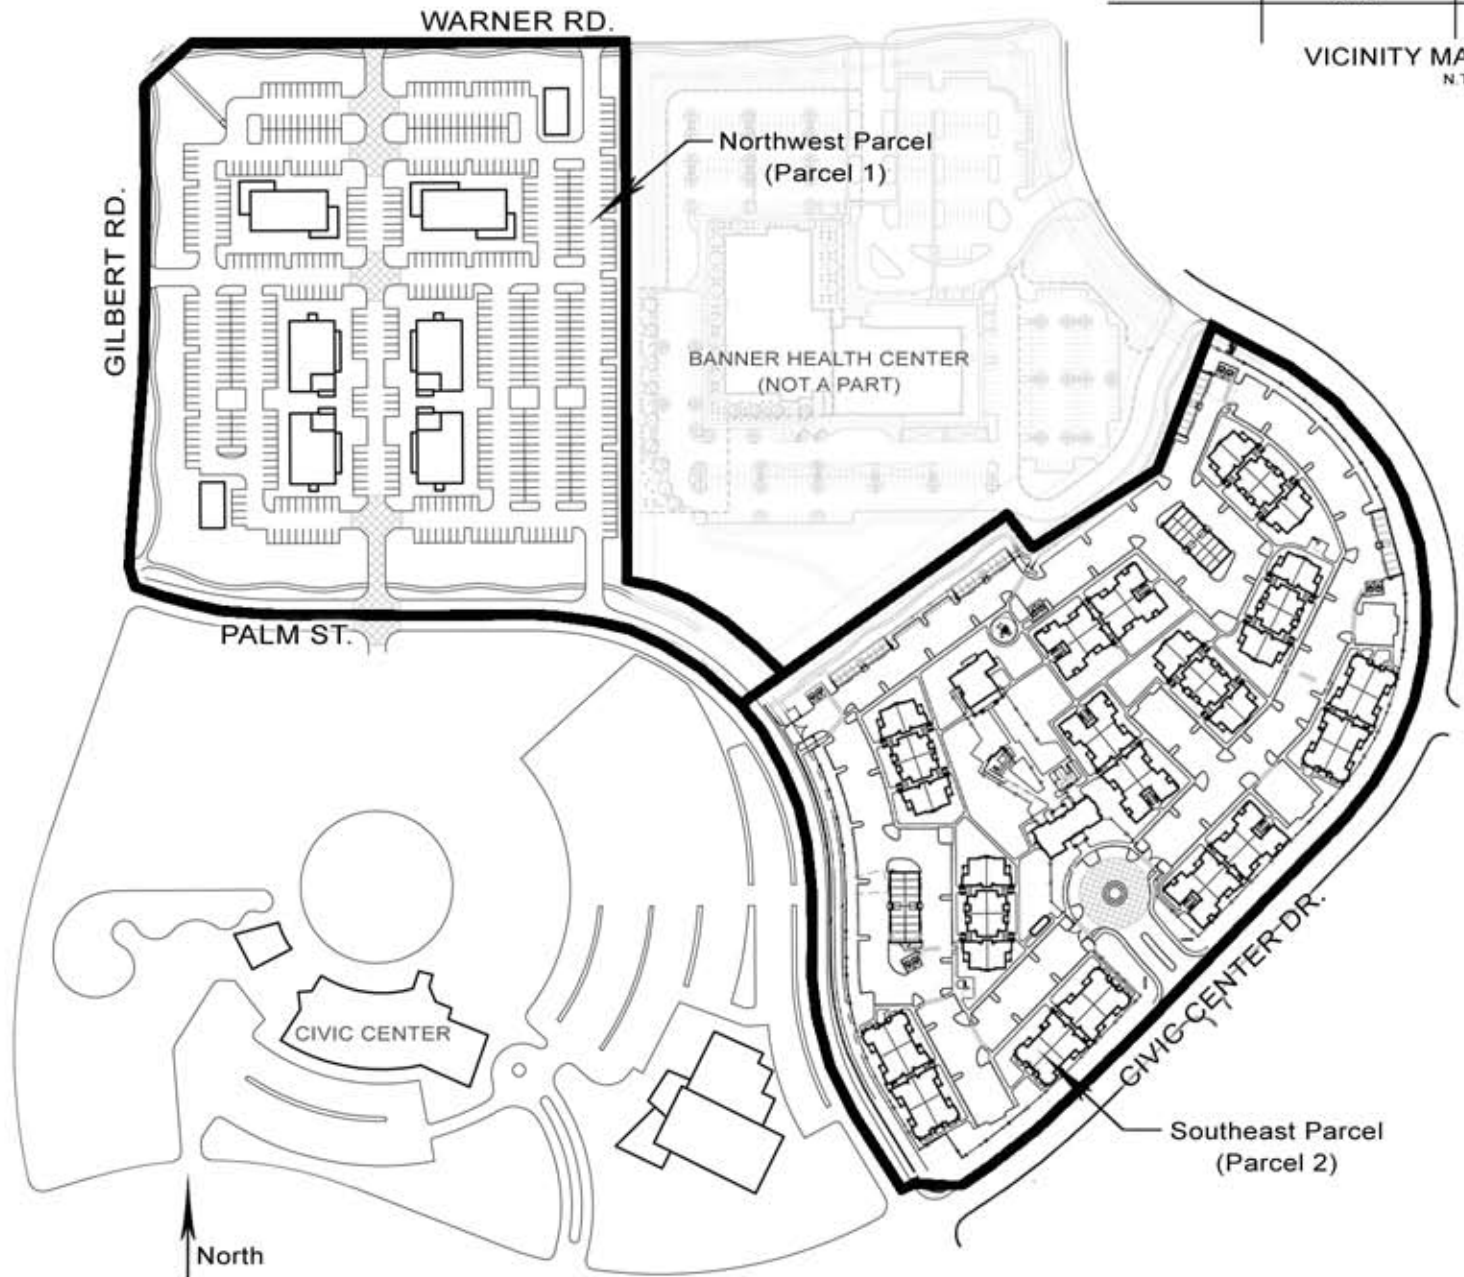 WARNER RD.
VICINITY MA
N.T
Northwest Parcel
(Parcel 1)
GILBERT RD.
BANNER HEALTH CENTER
(NOT A PART)
PALM ST.
CIVIC CENTER
CIVIC CENTER DR.
Southeast Parcel
(Parcel 2)
North